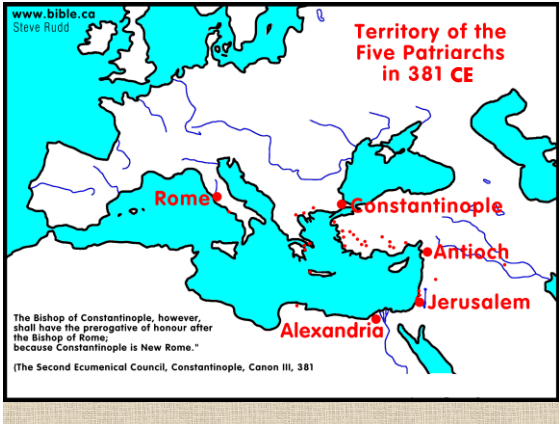 www.bible.ca
Steve Rudd
Territory of the
Five Patriarchs
in 381 CE
Rome
Constantinople
Antioch
Jerusalem
Alexandria
The Bishop of Constantinople, however,
shall have the prerogative of honour after
the Bishop of Rome;
because Constantinople is New Rome."
(The Second Ecumenical Council, Constantinople, Canon III, 381